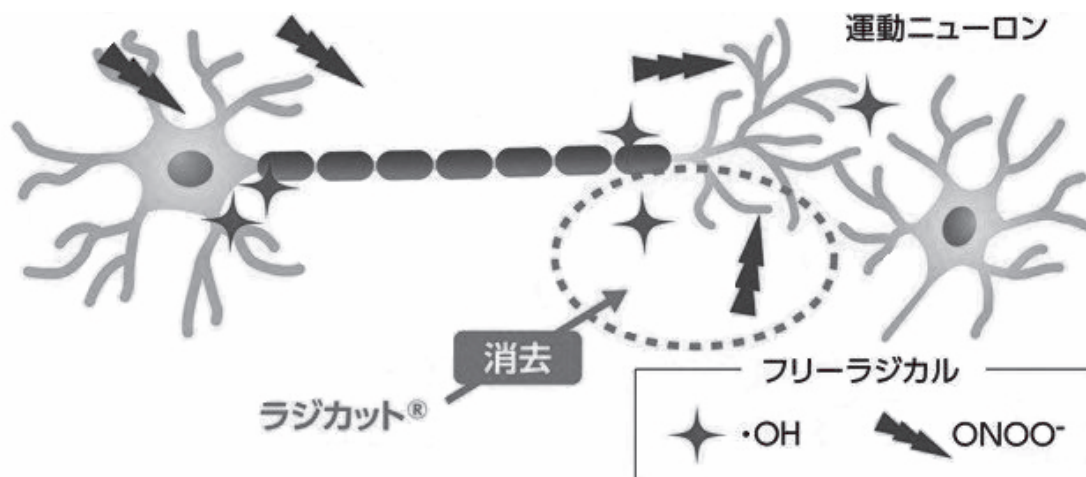 運動ニューロン
消去
ラジカット®
フリーラジカル
・OH
ONOO⁻